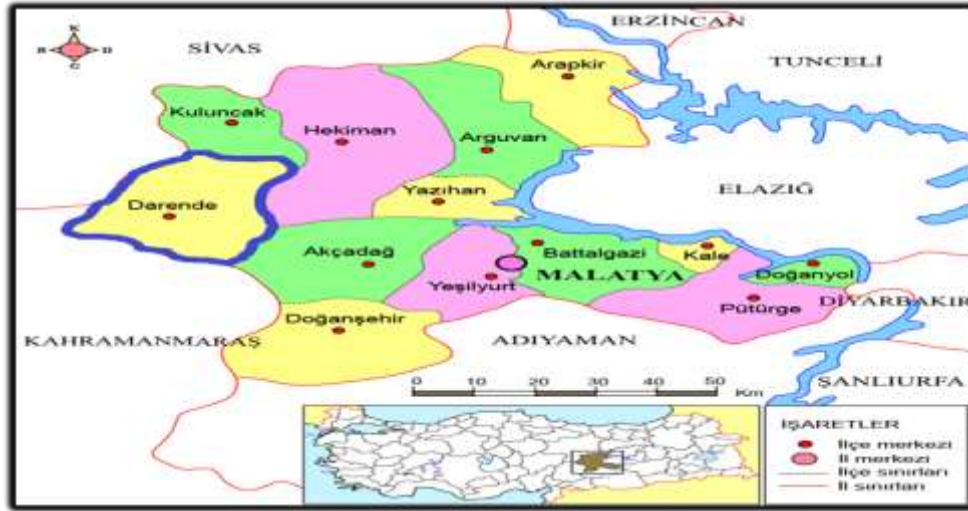 ERZİNCAN
K
SİVAS
B
D
G
TUNCELİ
Arapkir
Kuluncak
Hekiman
Arguvan
ELAZIĞ
Yazıhan
Darende
Akçadağ
Battalgazi
Kale
MALATYA
Doğanyol
Yeşilyurt
Pütürge
DİYARBAKIR
Doğanşehir
KAHRAMANMARAŞ
ADIYAMAN
ŞANLIURFA
0 10 20 30 40 50
Km
İŞARETLER
İlçe merkezi
İl merkezi
İlçe sınırları
İl sınırları